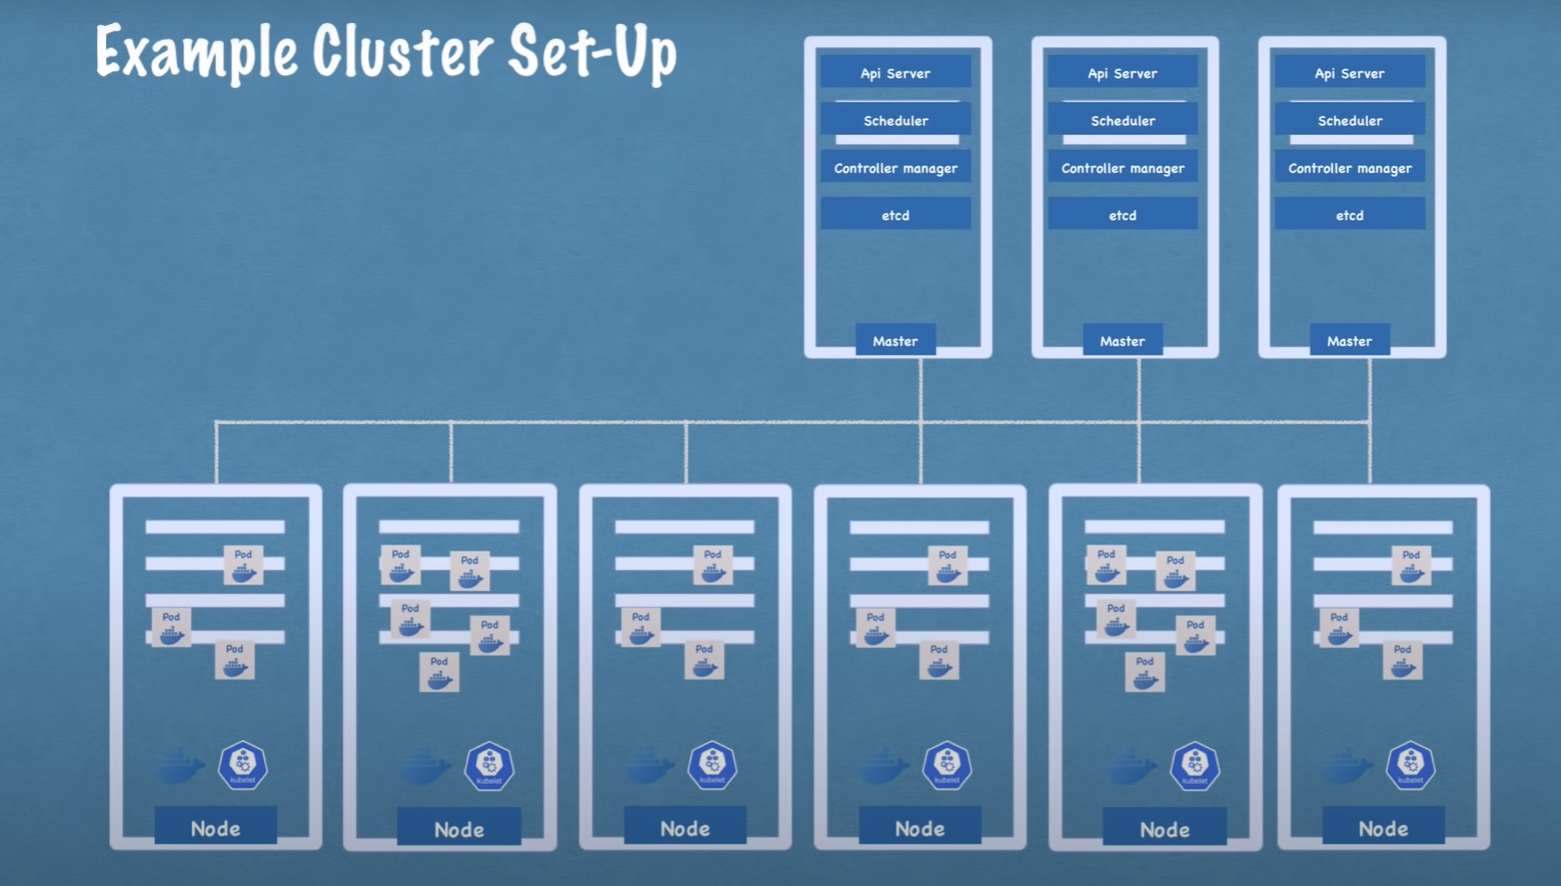 Example Cluster Set-Up
Api Server
Scheduler
Controller manager
etcd
Master
Api Server
Scheduler
Controller manager
etcd
Master
Api Server
Scheduler
Controller manager
etcd
Master
Pod
Pod
Pod
kubelet
Node
Pod
Pod
Pod
Pod
Pod
kubelet
Node
Pod
Pod
Pod
kubelet
Node
Pod
Pod
Pod
kubelet
Node
Pod
Pod
Pod
Pod
Pod
kubelet
Node
Pod
Pod
Pod
kubelet
Node